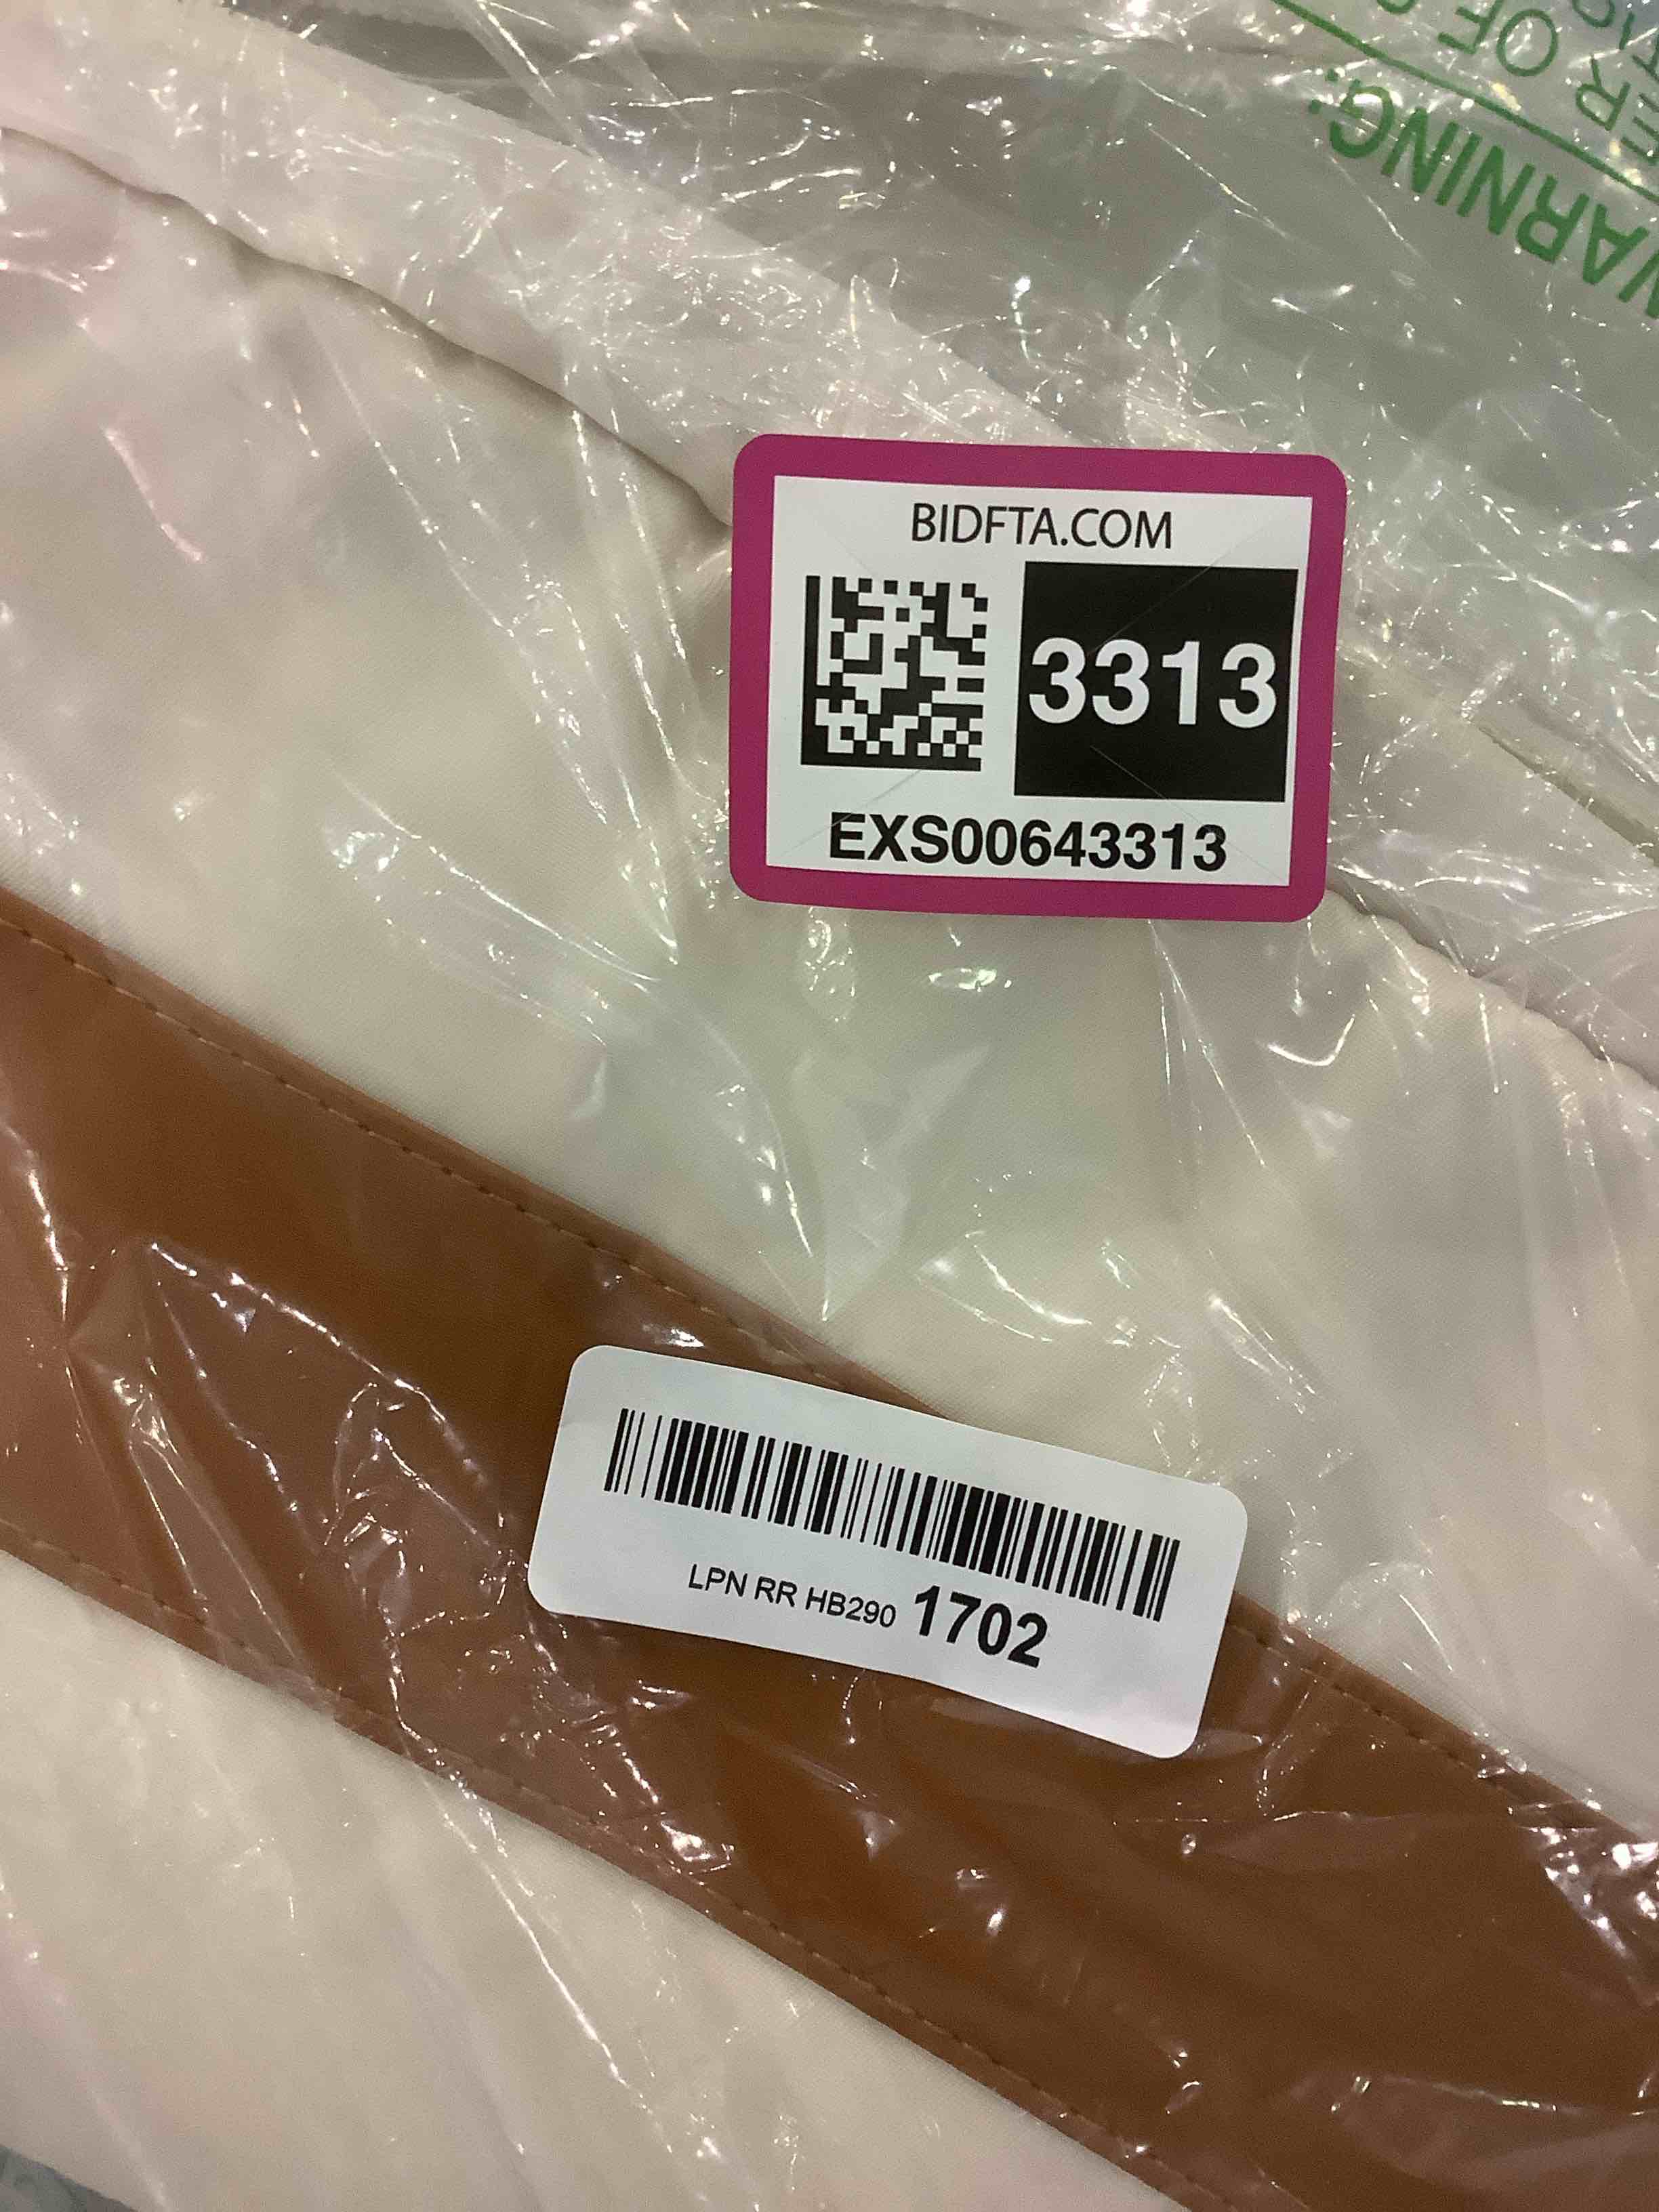 WARNING:
BIDFTA.COM
3313
EXS00643313
LPN RR HB290 1702